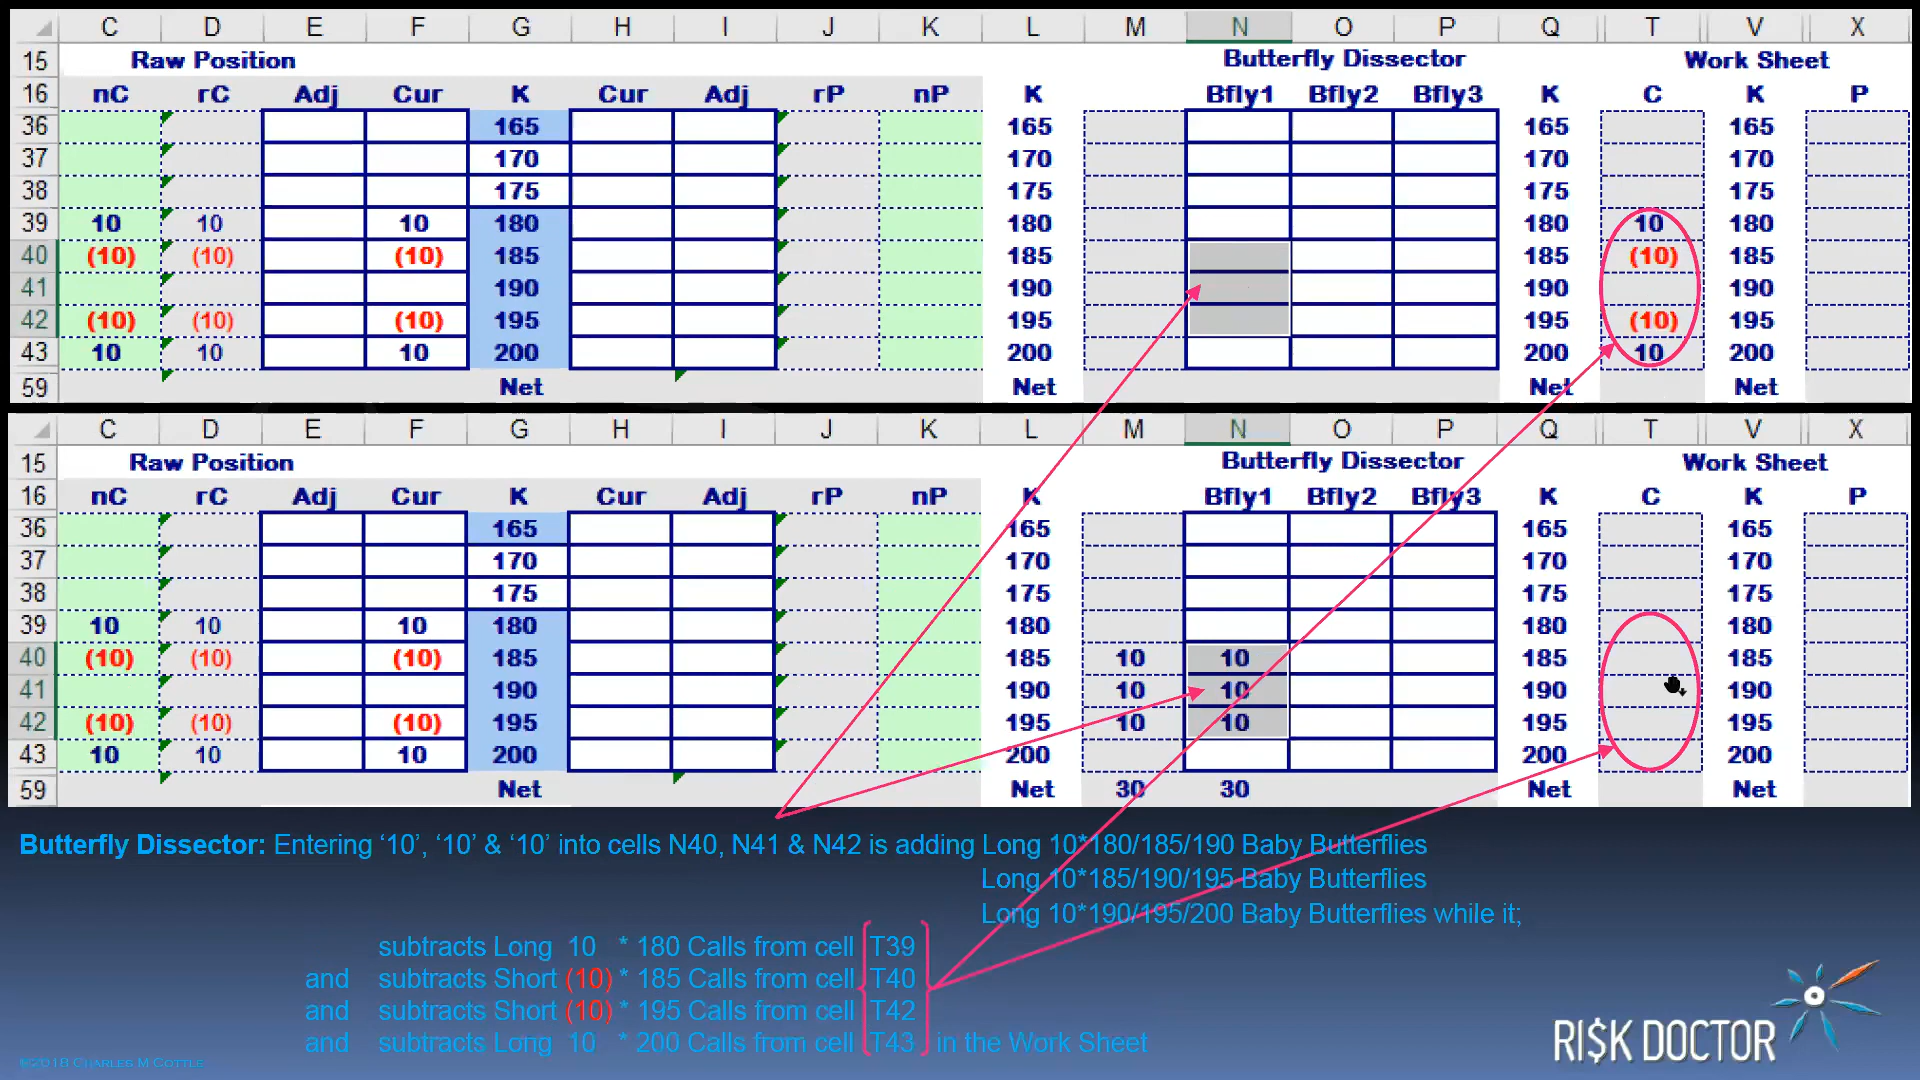 C D E F G H I J K L M N O P Q T V X
15 Raw Position Butterfly Dissector Work Sheet
16 nC rC Adj Cur K Cur Adj rP nP K Bfly1 Bfly2 Bfly3 K C K P
36 165 165 165 165
37 170 170 170 170
38 175 175 175 175
39 10 10 10 180 180 180 10 180
40 (10) (10) (10) 185 185 185 (10) 185
41 190 190 190 190
42 (10) (10) (10) 195 195 195 (10) 195
43 10 10 10 200 200 200 10 200
59 Net Net Net Net
C D E F G H I J K L M N O P Q T V X
15 Raw Position Butterfly Dissector Work Sheet
16 nC rC Adj Cur K Cur Adj rP nP K Bfly1 Bfly2 Bfly3 K C K P
36 165 165 165 165
37 170 170 170 170
38 175 175 175 175
39 10 10 10 180 180 180 180
40 (10) (10) (10) 185 185 10 10 185 185
41 190 190 10 10 190 190
42 (10) (10) (10) 195 195 10 10 195 195
43 10 10 10 200 200 200 200
59 Net Net 30 30 Net Net
Butterfly Dissector: Entering ‘10’, ‘10’ & ‘10’ into cells N40, N41 & N42 is adding Long 10*180/185/190 Baby Butterflies
Long 10*185/190/195 Baby Butterflies
Long 10*190/195/200 Baby Butterflies while it;
subtracts Long 10 * 180 Calls from cell T39
and subtracts Short (10) * 185 Calls from cell T40
and subtracts Short (10) * 195 Calls from cell T42
and subtracts Long 10 * 200 Calls from cell T43 in the Work Sheet
©2018 CHARLES M COTTLE
RI$K DOCTOR